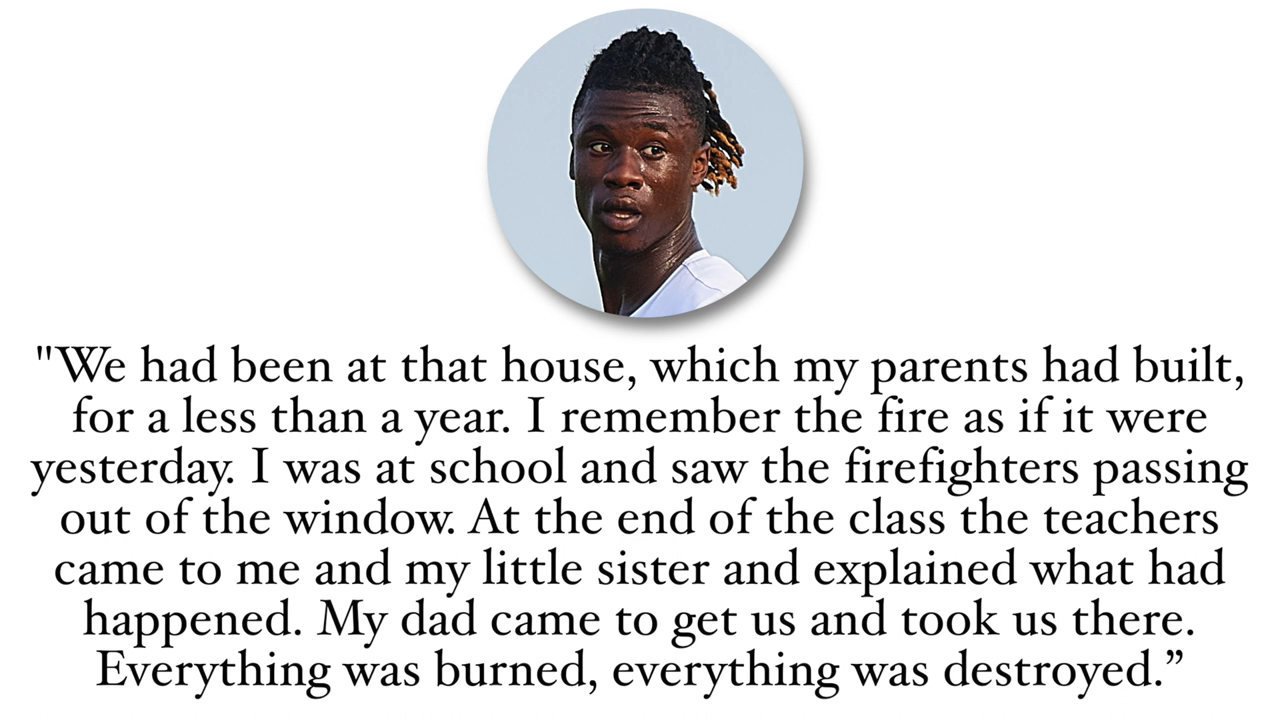 "We had been at that house, which my parents had built,
for a less than a year. I remember the fire as if it were
yesterday. I was at school and saw the firefighters passing
out of the window. At the end of the class the teachers
came to me and my little sister and explained what had
happened. My dad came to get us and took us there.
Everything was burned, everything was destroyed.”